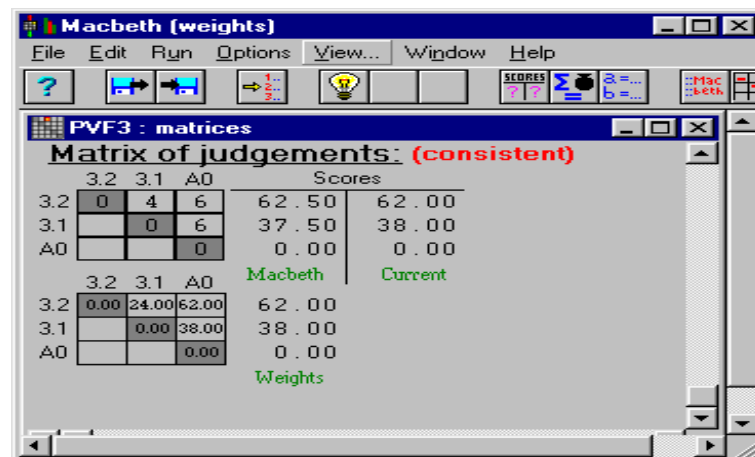 Macbeth (weights)
File Edit Run Options View... Window Help
? 1.. 2.. 3.. SCORES ? ? Σ a=... b=... ::Mac ::beth
PVF3 : matrices
Matrix of judgements: (consistent)
3.2 3.1 A0 Scores
3.2 0 4 6 62.50 62.00
3.1 0 6 37.50 38.00
A0 0 0.00 0.00
Macbeth Current
3.2 3.1 A0
3.2 0.00 24.00 62.00 62.00
3.1 0.00 38.00 38.00
A0 0.00 0.00
Weights